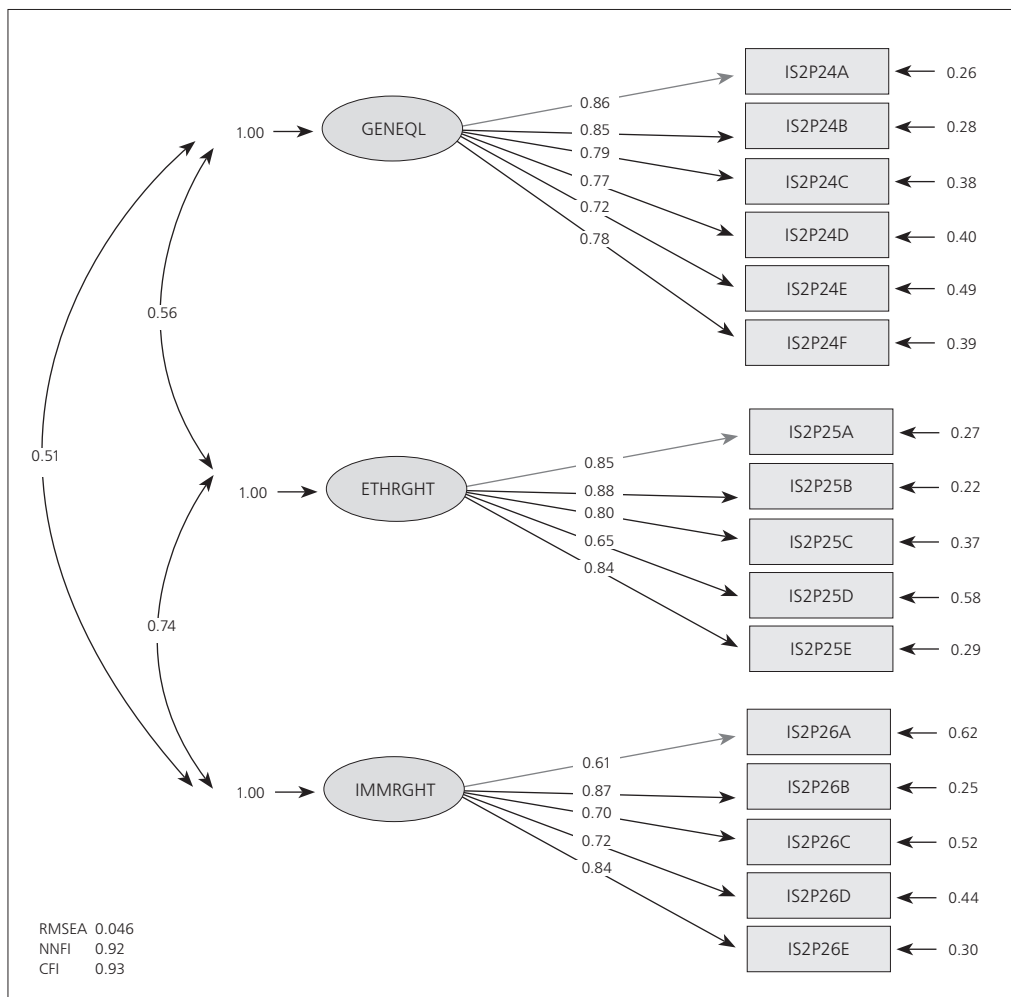 IS2P24A
0.26
0.86
1.00
GENEQL
0.85
IS2P24B
0.28
0.79
IS2P24C
0.38
0.77
0.72
IS2P24D
0.40
0.78
IS2P24E
0.49
0.56
IS2P24F
0.39
IS2P25A
0.27
0.51
0.85
1.00
ETHRGHT
0.88
IS2P25B
0.22
0.80
IS2P25C
0.37
0.65
0.84
IS2P25D
0.58
0.74
IS2P25E
0.29
IS2P26A
0.62
0.61
1.00
IMMRGHT
0.87
IS2P26B
0.25
0.70
IS2P26C
0.52
0.72
0.84
IS2P26D
0.44
IS2P26E
0.30
RMSEA 0.046
NNFI 0.92
CFI 0.93